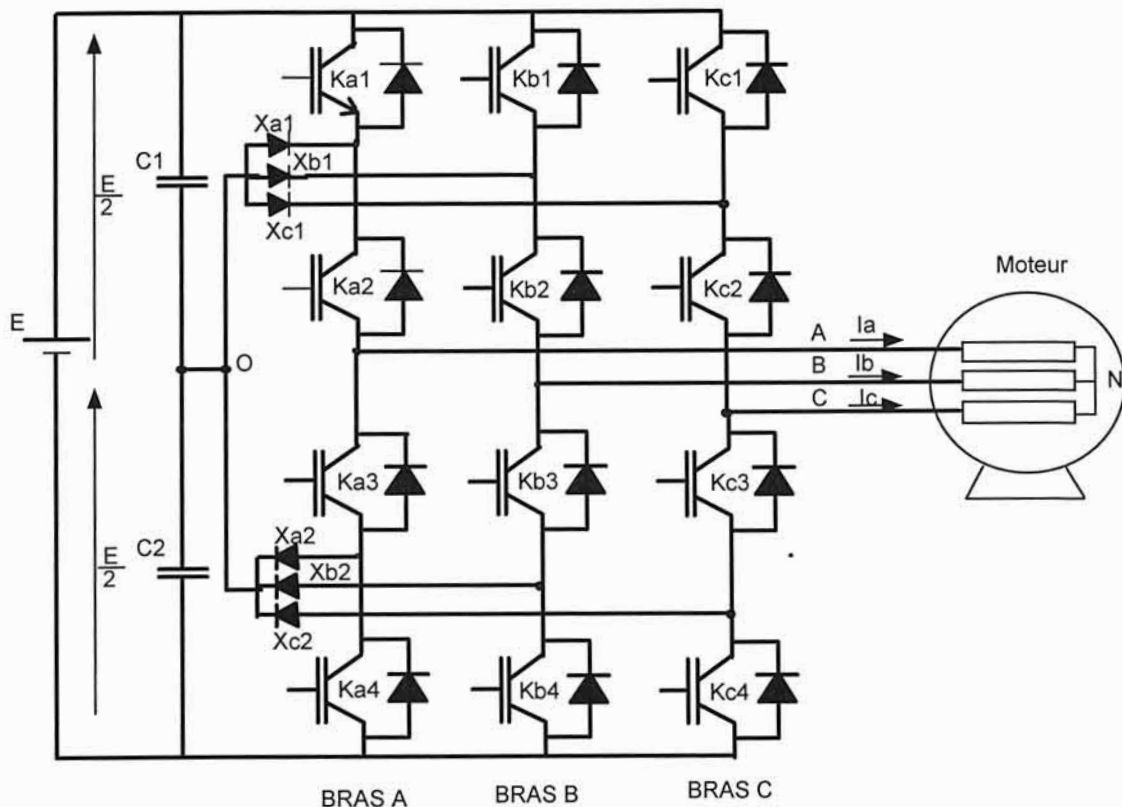 Ka1
Kb1
Kc1
Xa1
Xb1
Xc1
C1
E
2
Ka2
Kb2
Kc2
Moteur
E
O
A Ia
B Ib
C Ic
N
Ka3
Kb3
Kc3
C2
E
2
Xa2
Xb2
Xc2
Ka4
Kb4
Kc4
BRAS A
BRAS B
BRAS C